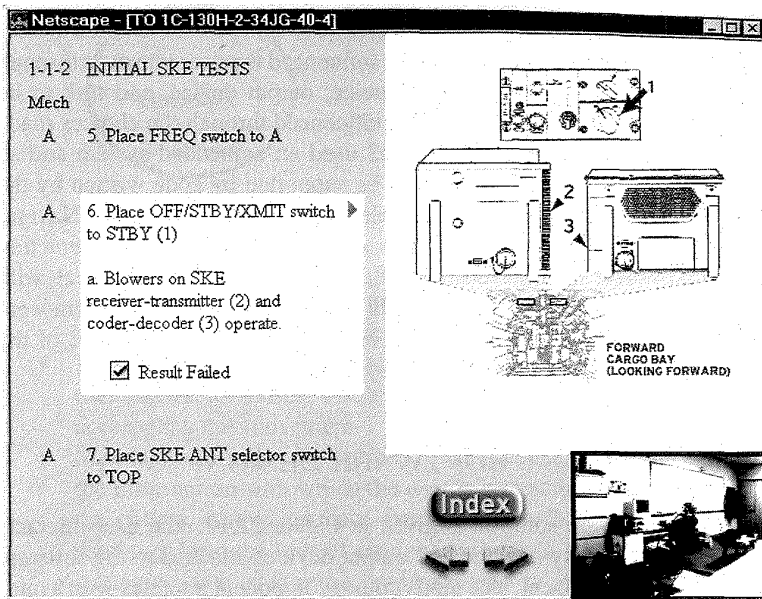 Netscape - [TO 1C-130H-2-34JG-40-4]
1-1-2 INITIAL SKE TESTS
Mech
A 5. Place FREQ switch to A
A 6. Place OFF/STBY/XMIT switch
to STBY (1)
a. Blowers on SKE
receiver-transmitter (2) and
coder-decoder (3) operate.
Result Failed
A 7. Place SKE ANT selector switch
to TOP
1
2
3
FORWARD
CARGO BAY
(LOOKING FORWARD)
Index